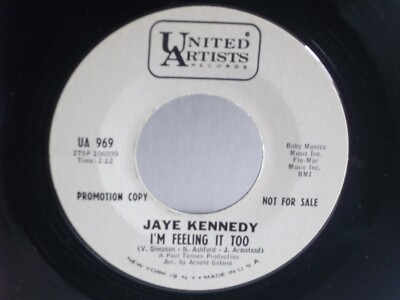 UNITED
ARTISTS
RECORDS
UA 969
ZTSP 106099
Time: 2:12
Baby Monica
Music Inc.
Flo-Mar
Music Inc.
BMI
PROMOTION COPY
NOT FOR SALE
JAYE KENNEDY
I'M FEELING IT TOO
(V. Simpson - N. Ashford - J. Armstead)
A Paul Tannen Production
Arr. by Arnold Goland
NEW YORK 19 N.Y. • MADE IN U.S.A.